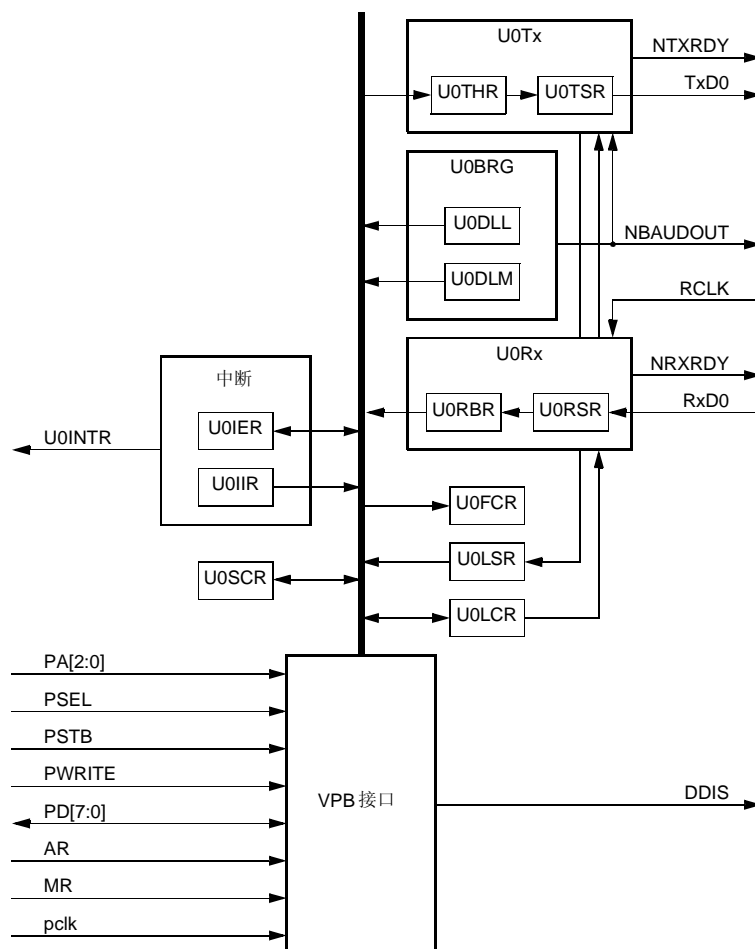 U0Tx
NTXRDY
U0THR
U0TSR
TxD0
U0BRG
U0DLL
NBAUDOUT
U0DLM
RCLK
U0Rx
NRXRDY
U0RBR
U0RSR
RxD0
中断
U0IER
U0INTR
U0IIR
U0FCR
U0LSR
U0SCR
U0LCR
PA[2:0]
PSEL
PSTB
PWRITE
PD[7:0]
AR
MR
pclk
VPB 接口
DDIS